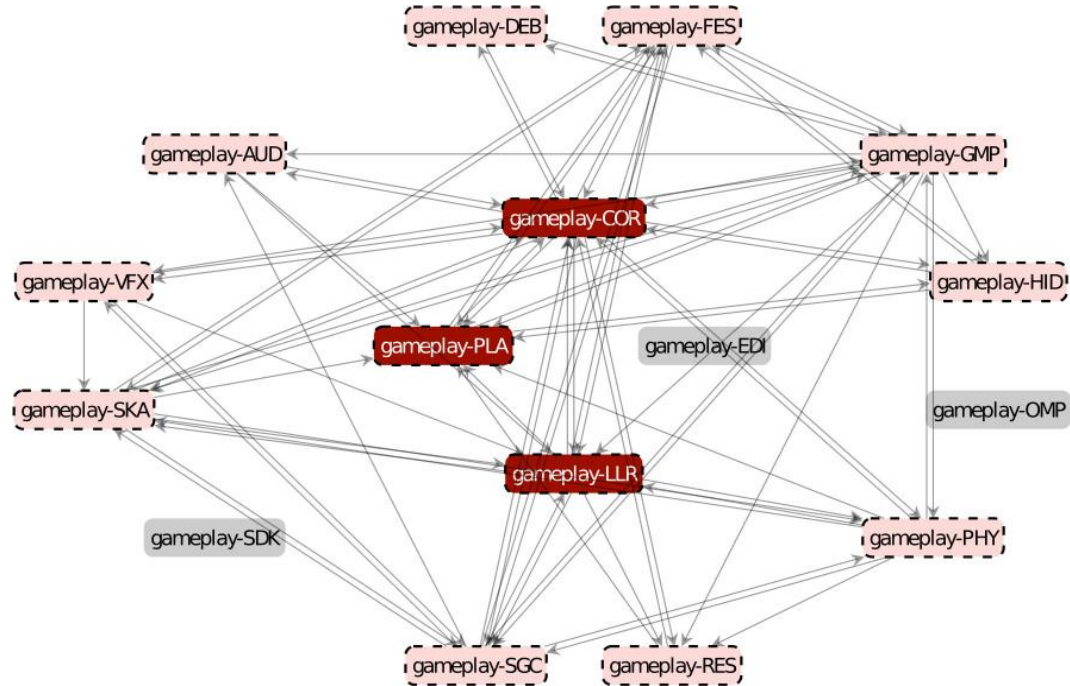 gameplay-DEB
gameplay-FES
gameplay-AUD
gameplay-GMP
gameplay-COR
gameplay-VFX
gameplay-HID
gameplay-PLA
gameplay-EDI
gameplay-SKA
gameplay-OMP
gameplay-LLR
gameplay-SDK
gameplay-PHY
gameplay-SGC
gameplay-RES